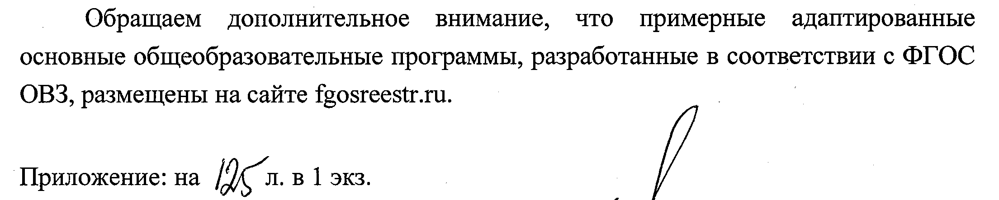 Обращаем дополнительное внимание, что примерные адаптированные
основные общеобразовательные программы, разработанные в соответствии с ФГОС
ОВЗ, размещены на сайте fgosreestr.ru.
Приложение: на 125 л. в 1 экз.